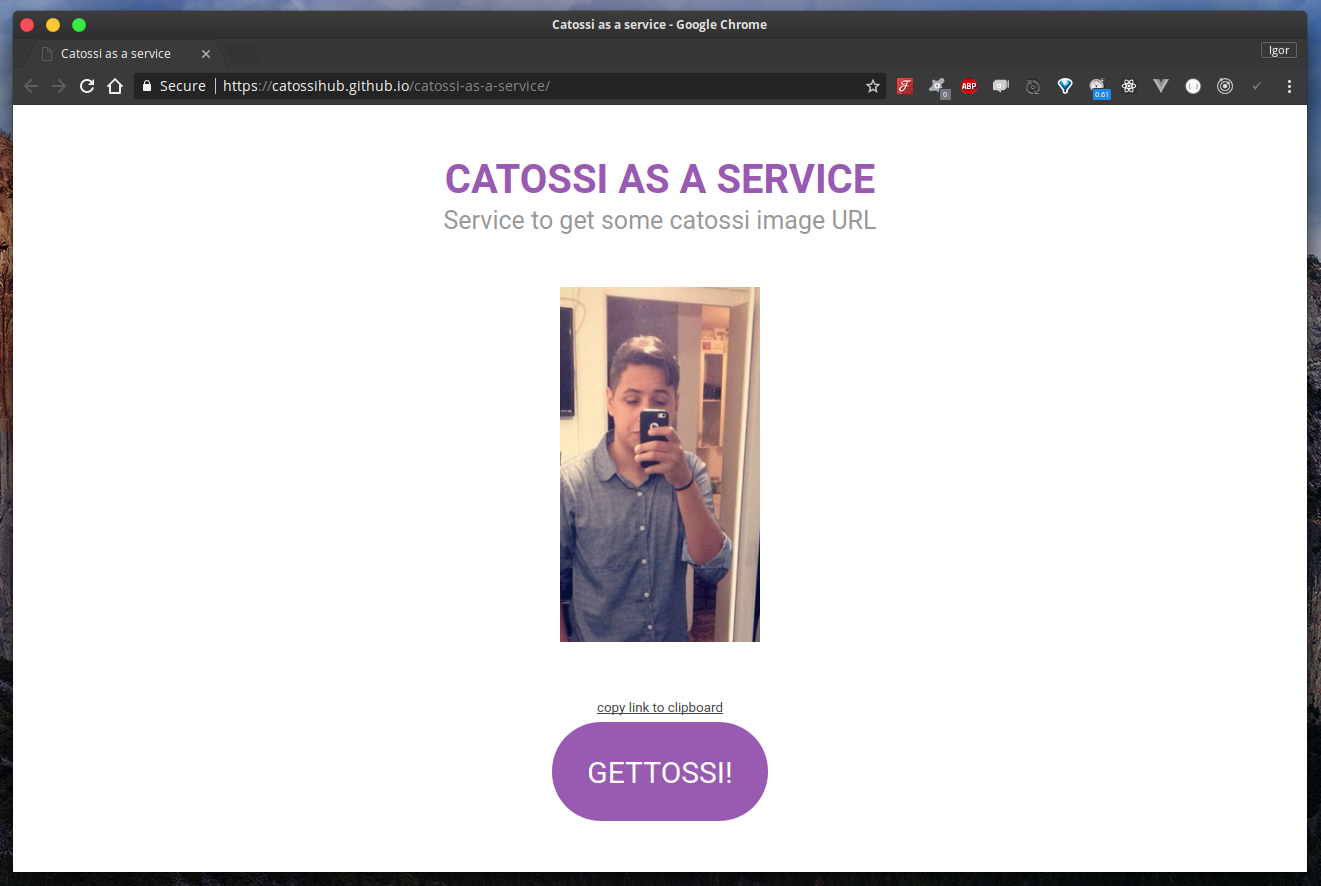 Catossi as a service - Google Chrome
Catossi as a service
Igor
Secure
https://catossihub.github.io/catossi-as-a-service/
0
ABP
0.61
CATOSSI AS A SERVICE
Service to get some catossi image URL
copy link to clipboard
GETTOSSI!